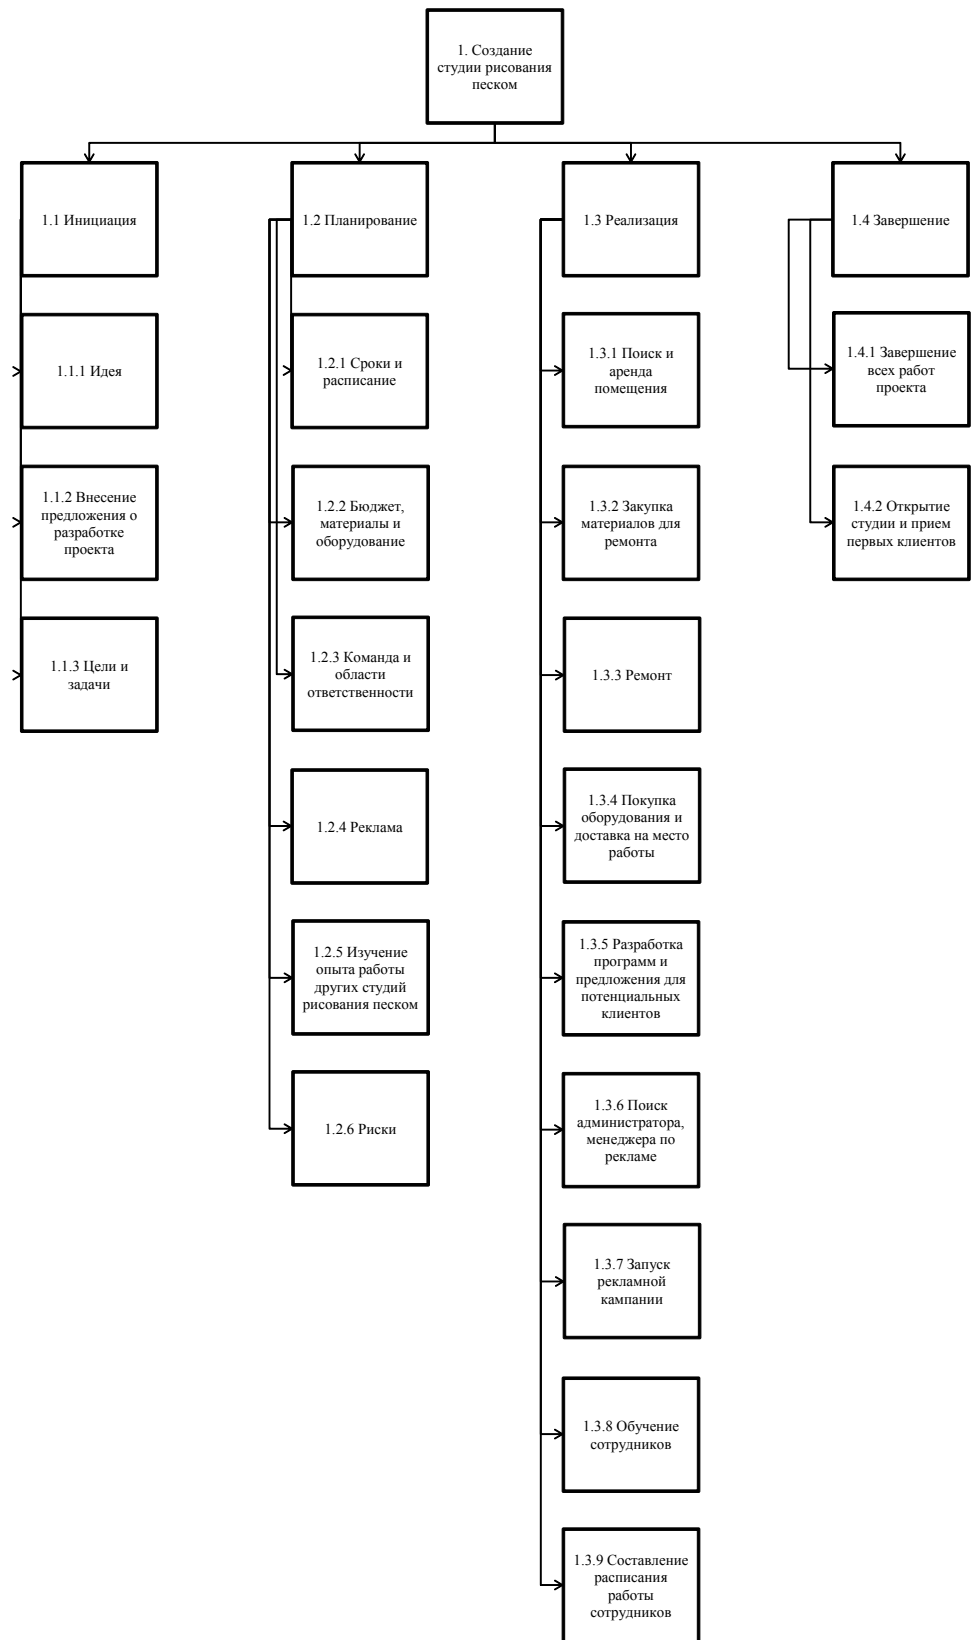 1. Создание
студии рисования
песком
1.1 Инициация
1.2 Планирование
1.3 Реализация
1.4 Завершение
1.1.1 Идея
1.1.2 Внесение
предложения о
разработке
проекта
1.1.3 Цели и
задачи
1.2.1 Сроки и
расписание
1.2.2 Бюджет,
материалы и
оборудование
1.2.3 Команда и
области
ответственности
1.2.4 Реклама
1.2.5 Изучение
опыта работы
других студий
рисования песком
1.2.6 Риски
1.3.1 Поиск и
аренда
помещения
1.3.2 Закупка
материалов для
ремонта
1.3.3 Ремонт
1.3.4 Покупка
оборудования и
доставка на место
работы
1.3.5 Разработка
программ и
предложения для
потенциальных
клиентов
1.3.6 Поиск
администратора,
менеджера по
рекламе
1.3.7 Запуск
рекламной
кампании
1.3.8 Обучение
сотрудников
1.3.9 Составление
расписания
работы
сотрудников
1.4.1 Завершение
всех работ
проекта
1.4.2 Открытие
студии и прием
первых клиентов